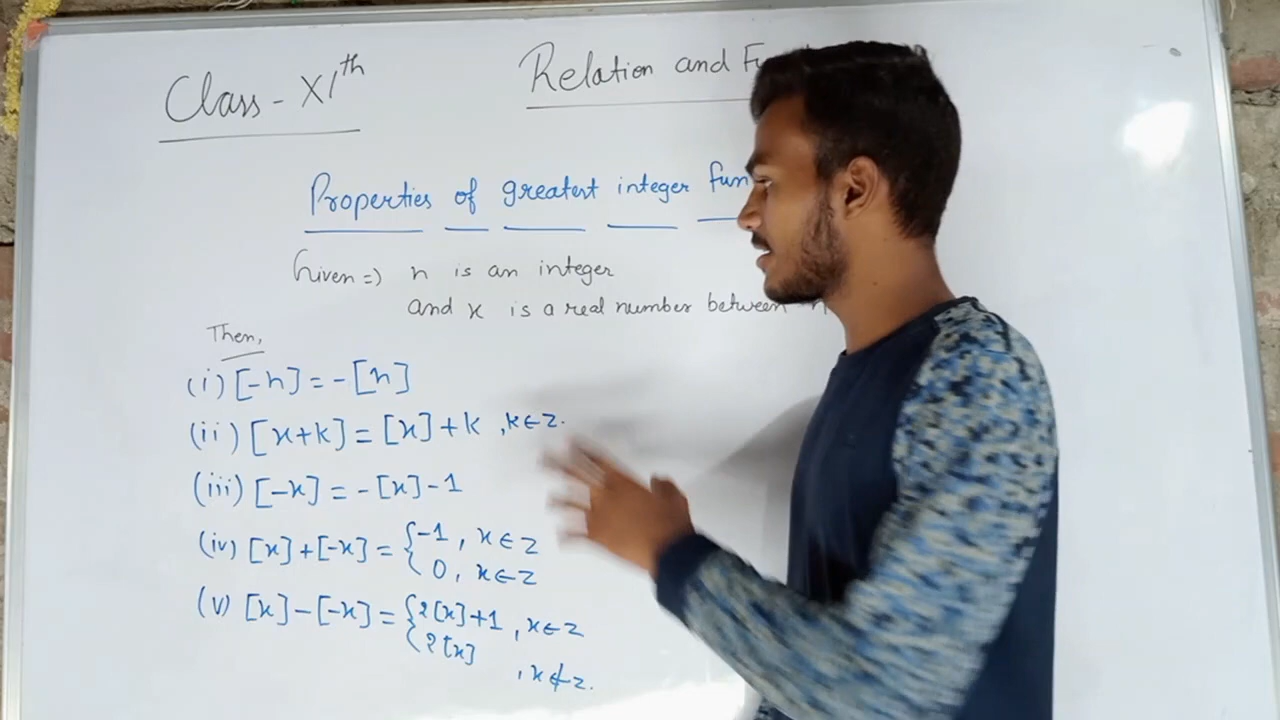 Class - XIth
Relation and Fu
Properties of greatest integer fun
Given => n is an integer
and x is a real number between n
Then,
(i) [-n] = -[n]
(ii) [x+k] = [x]+k , k∈z.
(iii) [-x] = -[x]-1
(iv) [x]+[-x] = {-1, x∈z
0, x∈z
(v) [x]-[-x] = {2[x]+1, x∈z
2[x] , x∉z.